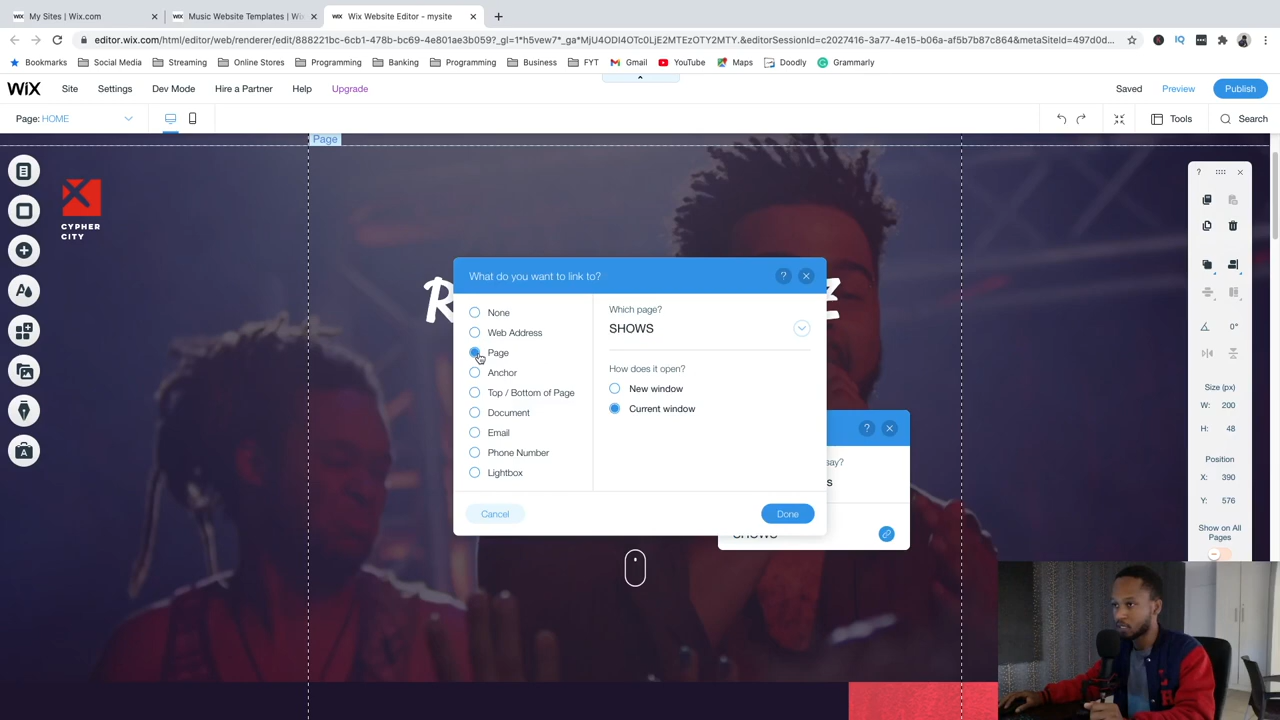 My Sites | Wix.com
Music Website Templates | Wi
Wix Website Editor - mysite
editor.wix.com/html/editor/web/renderer/edit/888221bc-6cb1-478b-bc69-4e801ae3b059?_gl=1*h5vew7*_ga*MjU4ODI4OTc0LjE2MTEzOTY2MTY.&editorSessionId=c2027416-3a77-4e15-b06a-af5b7b87c864&metaSiteId=497d0d...
Bookmarks
Social Media
Streaming
Online Stores
Programming
Banking
Programming
Business
FYT
Gmail
YouTube
Maps
Doodly
Grammarly
WiX
Site
Settings
Dev Mode
Hire a Partner
Help
Upgrade
Saved
Preview
Publish
Page: HOME
Tools
Search
Page
CYPHER
CITY
What do you want to link to?
None
Web Address
Page
Anchor
Top / Bottom of Page
Document
Email
Phone Number
Lightbox
Which page?
SHOWS
How does it open?
New window
Current window
Cancel
Done
say?
0°
Size (px)
W: 200
H: 48
Position
X: 390
Y: 576
Show on All
Pages